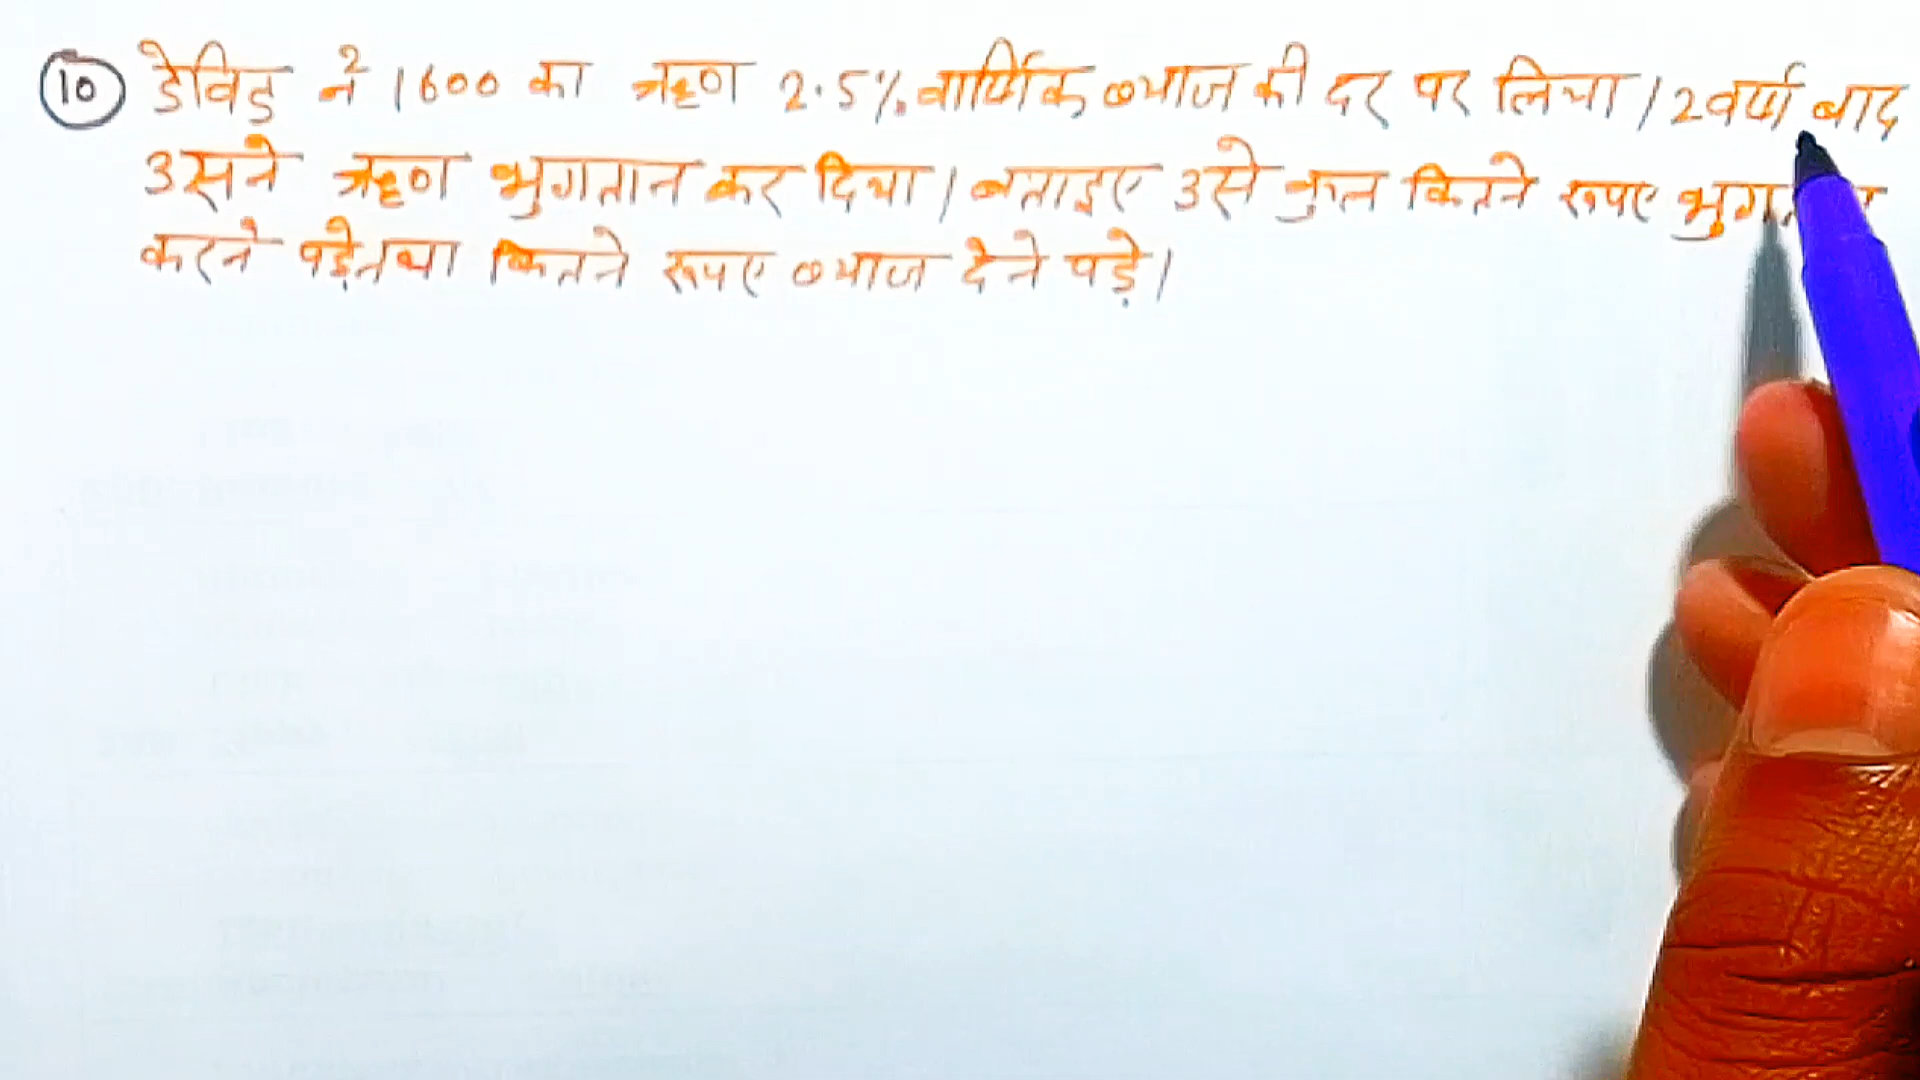 10 डेविड ने 1600 का ऋण 2.5% वार्षिक ब्याज की दर पर लिया। 2 वर्ष बाद
उसने ऋण भुगतान कर दिया। बताइए उसे कुल कितने रूपए
करने पड़े तथा कितने रूपए ब्याज देने पड़े।